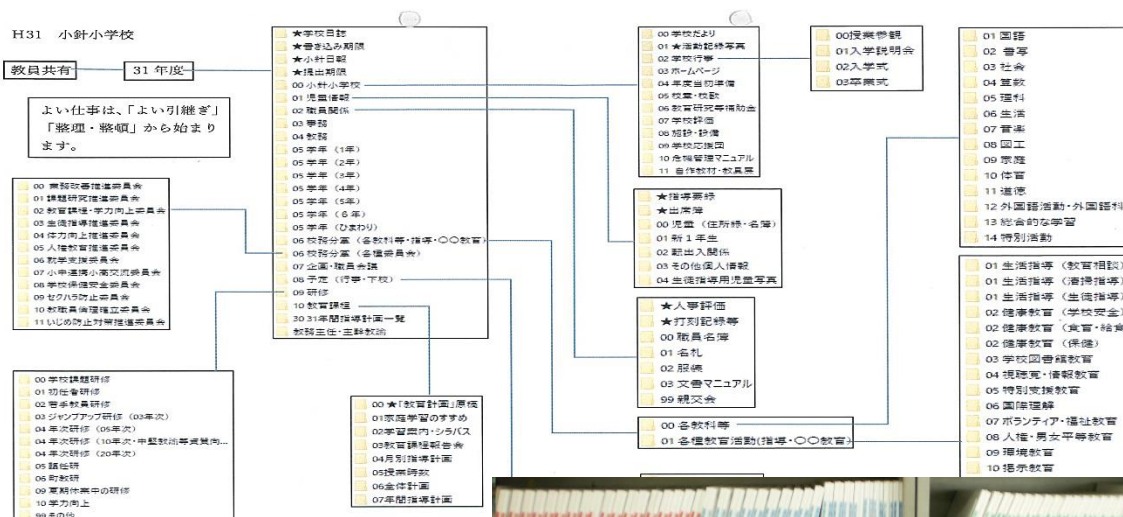 H31 小針小学校
教員共有
31年度
よい仕事は、「よい引継ぎ」
「整理・整頓」から始まり
ます。
★学校日誌
★書き込み期限
★小針日報
★提出期限
00 小針小学校
01 児童情報
02 職員関係
03 事務
04 教務
05 学年（1年）
05 学年（2年）
05 学年（3年）
05 学年（4年）
05 学年（5年）
05 学年（６年）
05 学年（ひまわり）
06 校務分掌（各教科等・指導・〇〇教育）
06 校務分掌（各種委員会）
07 企画・職員会議
08 予定（行事・下校）
09 研修
10 教育課程
30 31年間指導計画一覧
教務主任・主幹教諭
00 学校だより
01 ★活動記録写真
02 学校行事
03 ホームページ
04 年度当初準備
05 校章・校歌
06 教育研究等補助金
07 学校評価
08 施設・設備
09 学校応援団
10 危機管理マニュアル
11 自作教材・教具展
00授業参観
01入学説明会
02入学式
03卒業式
01 国語
02 書写
03 社会
04 算数
05 理科
06 生活
07 音楽
08 図工
09 家庭
10 体育
11 道徳
12 外国語活動・外国語科
13 総合的な学習
14 特別活動
00 業務改善推進委員会
01 課題研究推進委員会
02 教育課程・学力向上委員会
03 生徒指導推進委員会
04 体力向上推進委員会
05 人権教育推進委員会
06 就学支援委員会
07 小中連携小高交流委員会
08 学校保健安全委員会
09 セクハラ防止委員会
10 教職員倫理確立委員会
11 いじめ防止対策推進委員会
★指導要録
★出席簿
00 児童（住所録・名簿）
01 新１年生
02 転出入関係
03 その他個人情報
04 生徒指導用児童写真
★人事評価
★打刻記録等
00 職員名簿
01 名札
02 服帳
03 文書マニュアル
99 親交会
00 各教科等
01 各種教育活動(指導・〇〇教育)
01 生活指導（教育相談）
01 生活指導（清掃指導）
01 生活指導（生徒指導）
02 健康教育（学校安全）
02 健康教育（食育・給食
02 健康教育（保健）
03 学校図書館教育
04 視聴覚・情報教育
05 特別支援教育
06 国際理解
07 ボランティア・福祉教育
08 人権・男女平等教育
09 環境教育
10 掲示教育
00 学校課題研修
01 初任者研修
02 若手教員研修
03 ジャンプアップ研修（03年次）
04 年次研修（05年次）
04 年次研修（10年次・中堅教諭等資質向...
04 年次研修（20年次）
05 諸任研
06 町教研
09 夏期休業中の研修
10 学力向上
99 その他
00 ★「教育計画」原稿
01家庭学習のすすめ
02学習案内・シラバス
03教育課程報告会
04月別指導計画
05授業時数
06全体計画
07年間指導計画